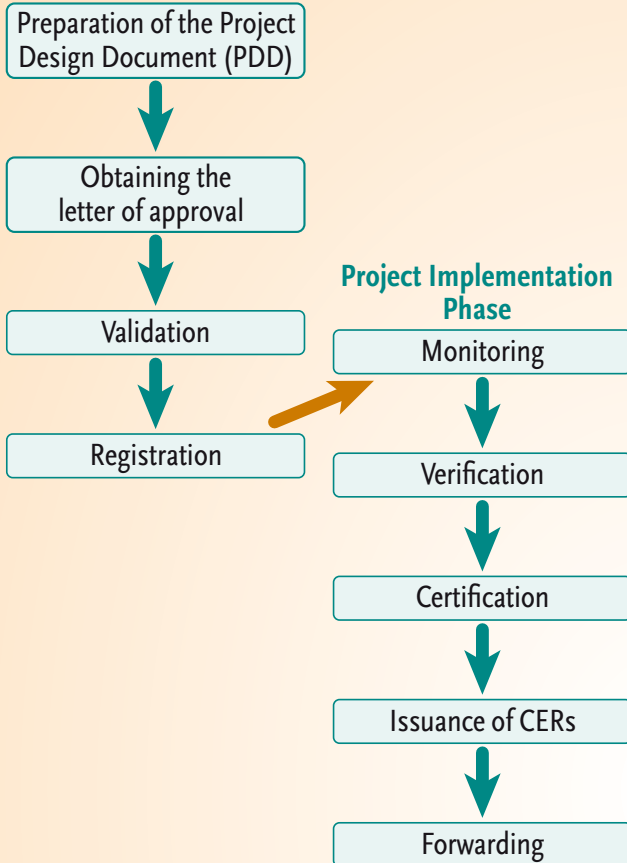 Preparation of the Project
Design Document (PDD)
Obtaining the
letter of approval
Validation
Registration
Project Implementation
Phase
Monitoring
Verification
Certification
Issuance of CERs
Forwarding